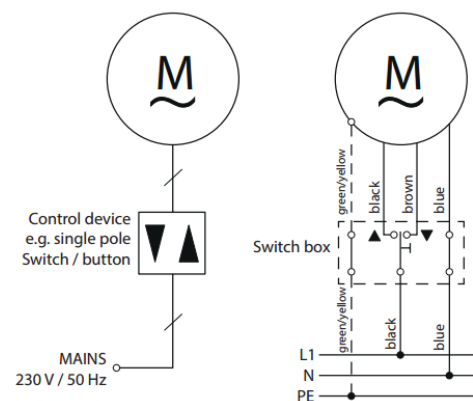 M
Control device
e.g. single pole
Switch / button
MAINS
230 V / 50 Hz
M
green/yellow
black
brown
blue
Switch box
green/yellow
black
blue
L1
N
PE